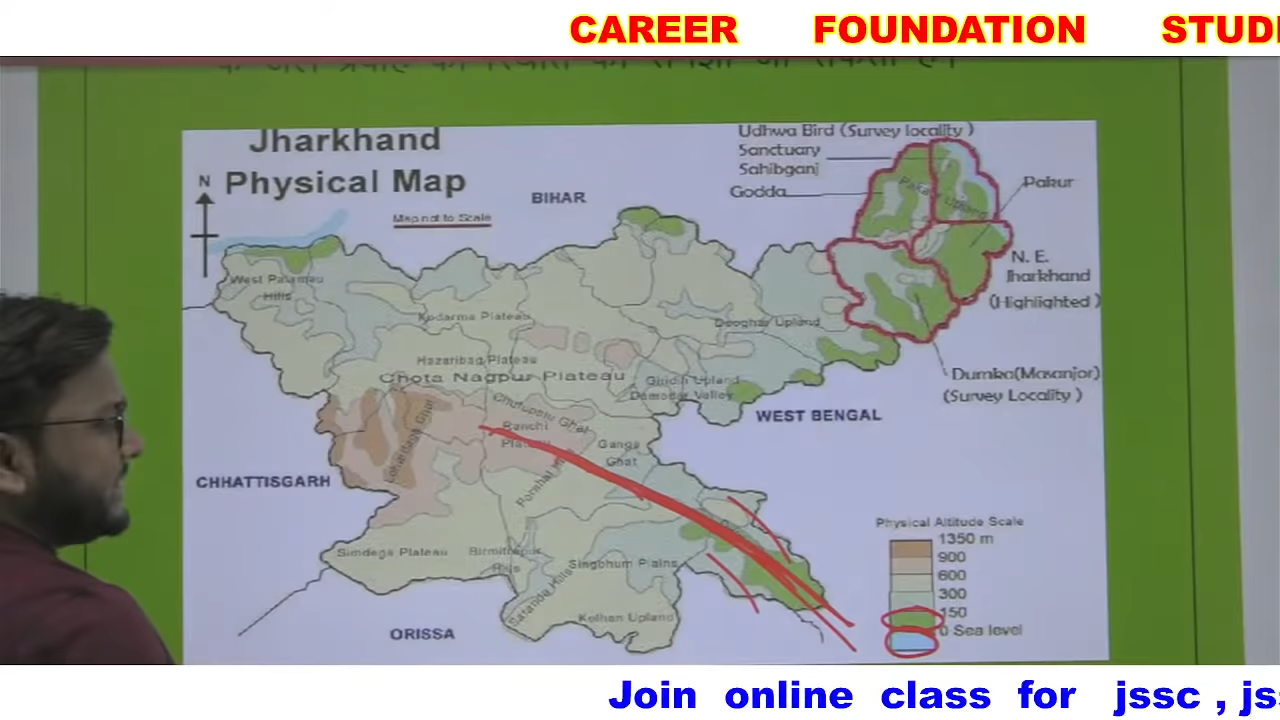 CAREER FOUNDATION STUD
Jharkhand
Physical Map
N
Map not to Scale
BIHAR
Udhwa Bird (Survey locality )
Sanctuary
Sahibganj
Godda
Pakur
N. E.
Jharkhand
(Highlighted )
West Palamau
Hills
Kodarma Plateau
Deoghar Upland
Hazaribag Plateau
Chota Nagpur Plateau
Giridih Upland
Damodar Valley
Dumka(Masanjor)
(Survey Locality )
WEST BENGAL
Ranchi
Plateau
Ghat
CHHATTISGARH
Physical Altitude Scale
1350 m
900
600
300
150
0 Sea level
Simdega Plateau
Hills
Singbhum Plains
Saranda Hills
Kolhan Upland
ORISSA
Join online class for jssc , js